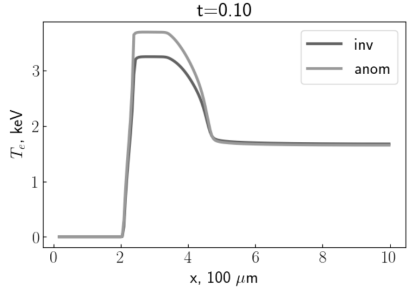 t=0.10
inv
anom
T_e, keV
3
2
1
0
0 2 4 6 8 10
x, 100 μm